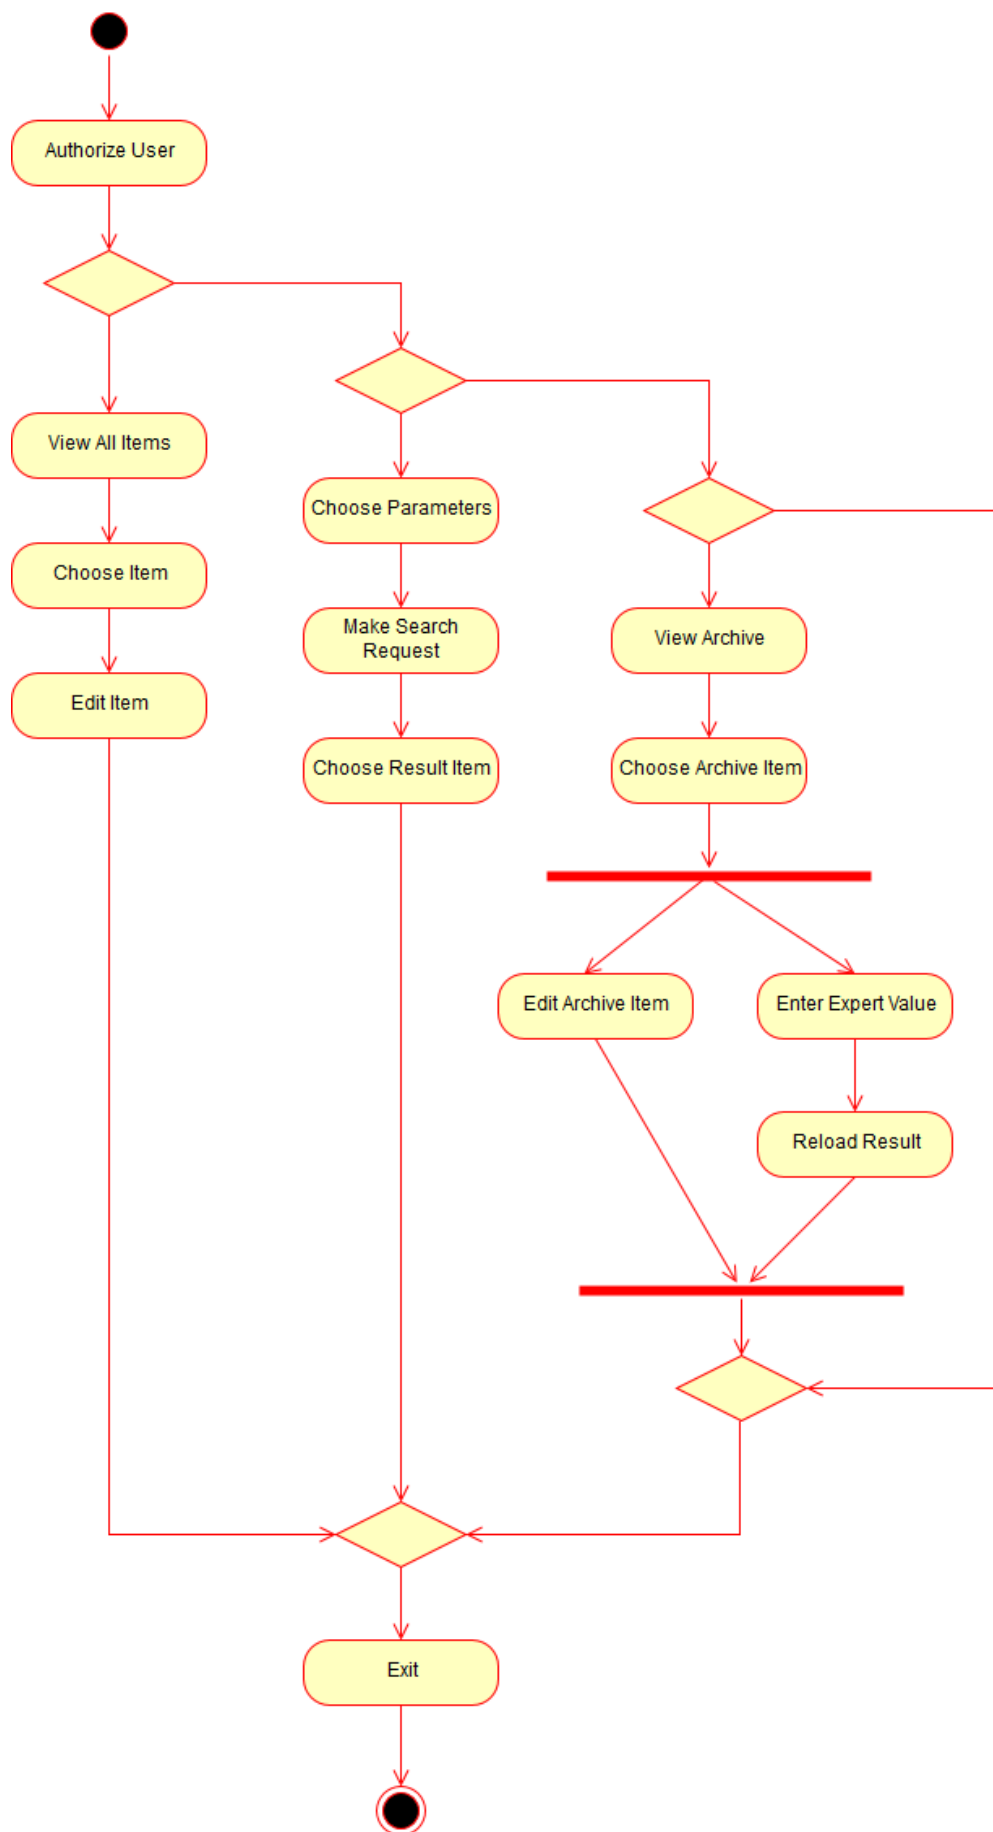 Authorize User
View All Items
Choose Item
Edit Item
Choose Parameters
Make Search
Request
Choose Result Item
View Archive
Choose Archive Item
Edit Archive Item
Enter Expert Value
Reload Result
Exit